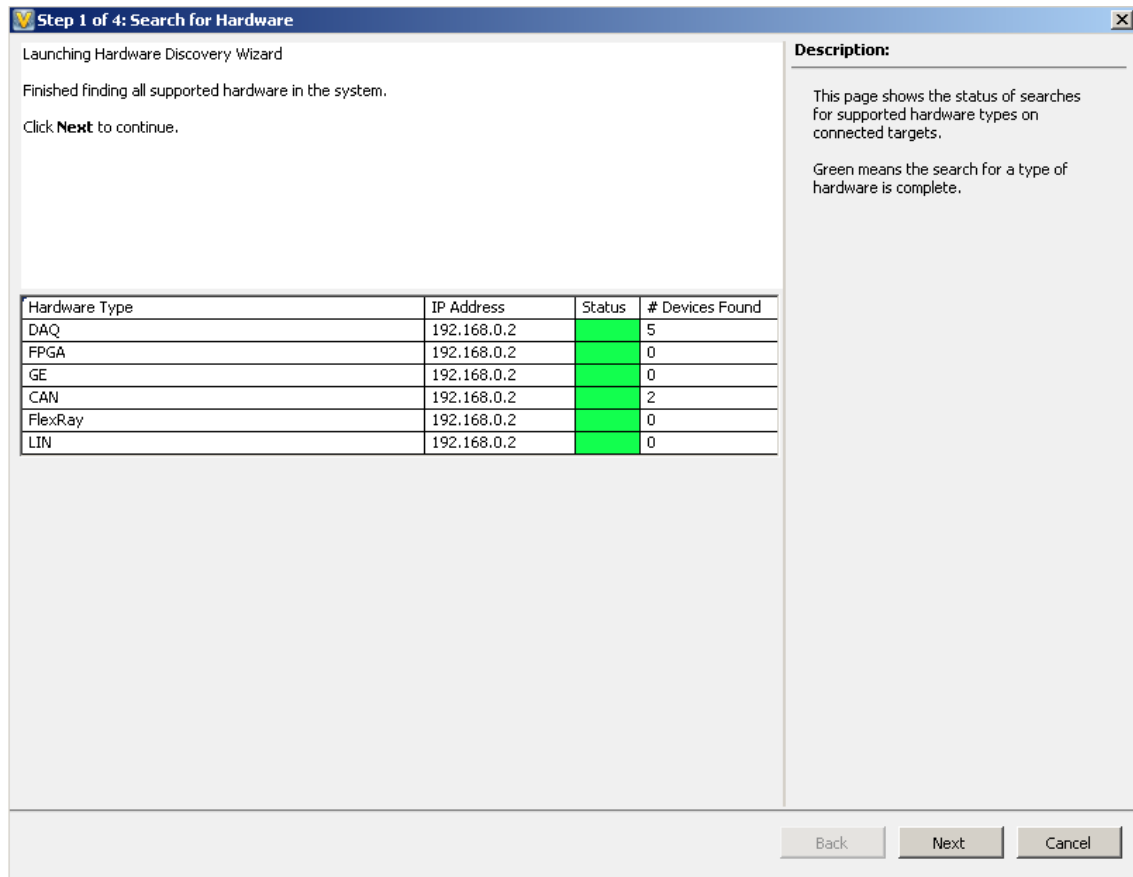 Step 1 of 4: Search for Hardware
Launching Hardware Discovery Wizard
Finished finding all supported hardware in the system.
Click Next to continue.
Description:
This page shows the status of searches
for supported hardware types on
connected targets.
Green means the search for a type of
hardware is complete.
Hardware Type IP Address Status # Devices Found
DAQ 192.168.0.2 5
FPGA 192.168.0.2 0
GE 192.168.0.2 0
CAN 192.168.0.2 2
FlexRay 192.168.0.2 0
LIN 192.168.0.2 0
Back Next Cancel